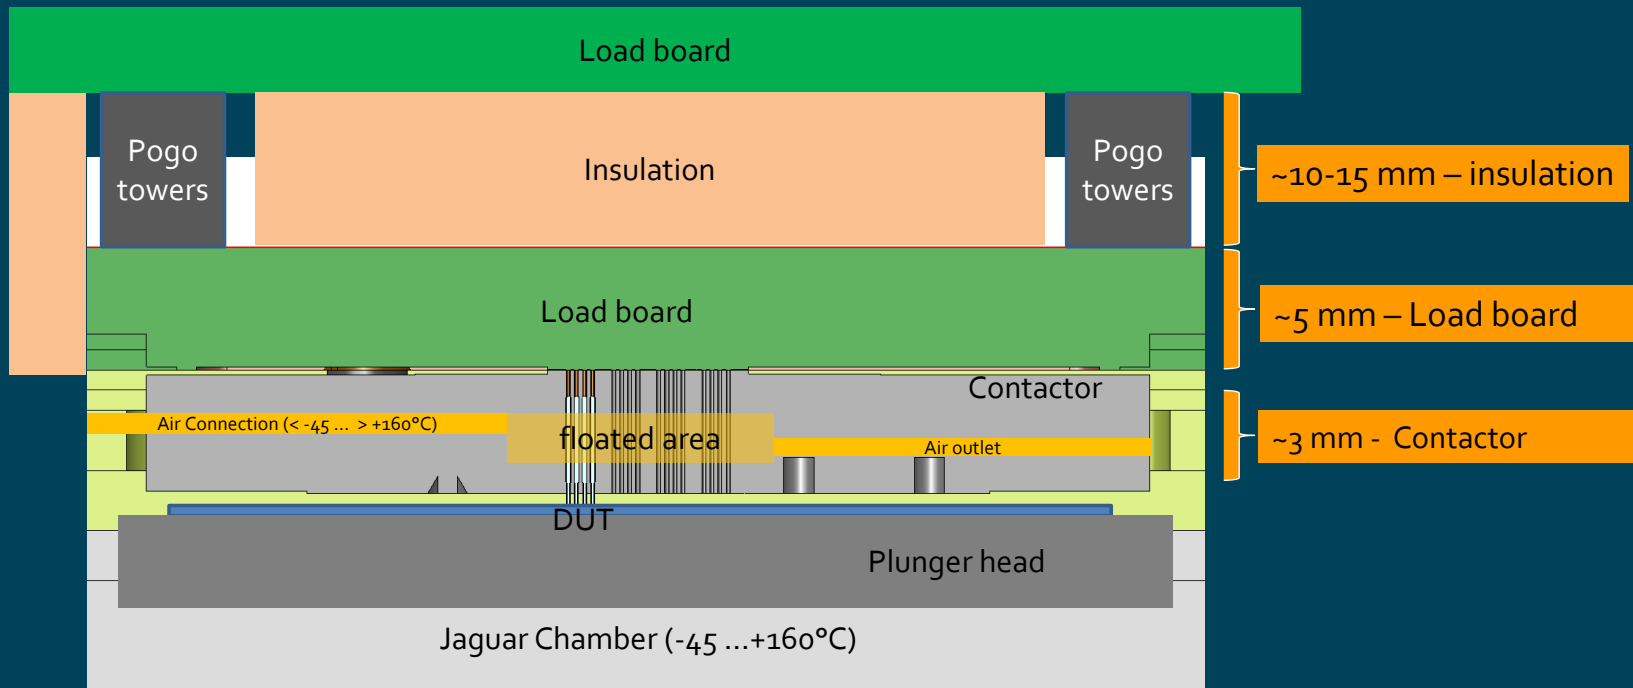 Load board
Pogo
towers
Insulation
Pogo
towers
~10-15 mm – insulation
Load board
~5 mm – Load board
Contactor
Air Connection (< -45 ... > +160°C)
floated area
Air outlet
~3 mm - Contactor
DUT
Plunger head
Jaguar Chamber (-45 ...+160°C)